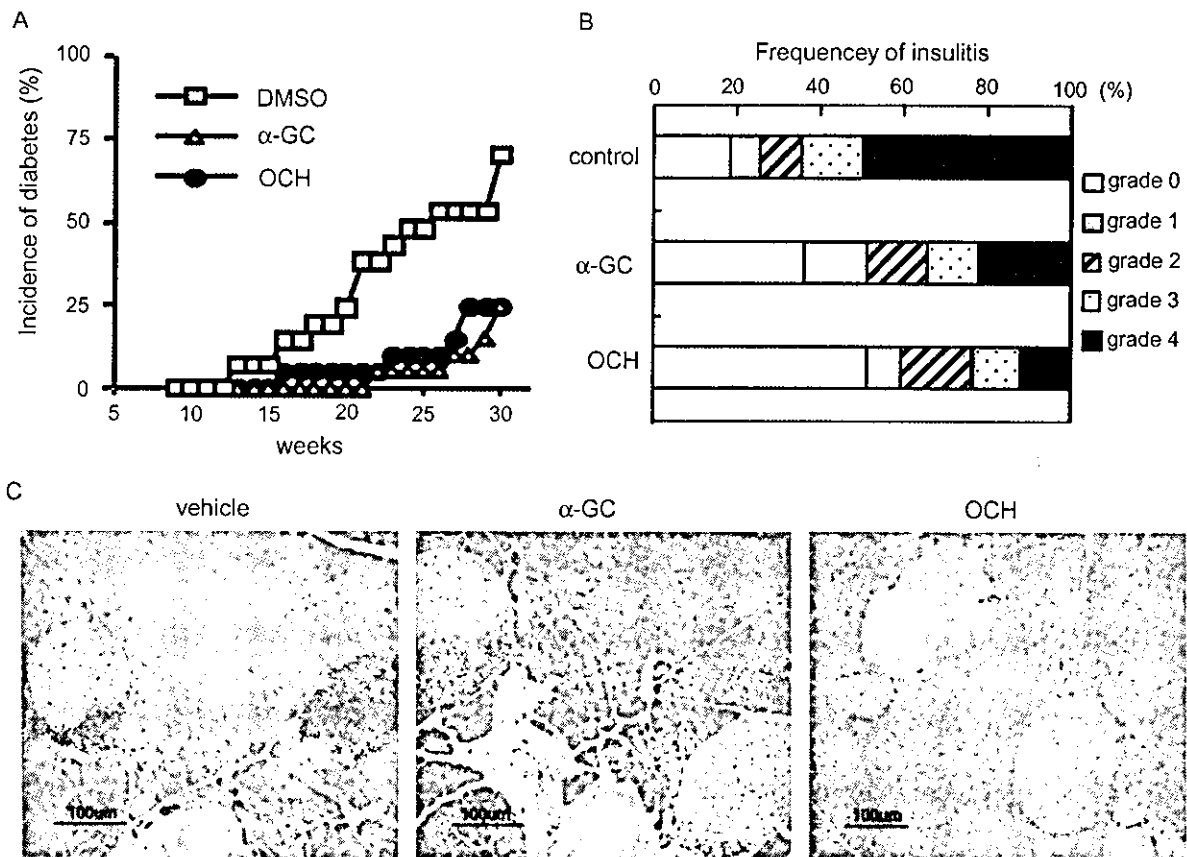 A
Incidence of diabetes (%)
100
75
50
25
0
DMSO
α-GC
OCH
5 10 15 20 25 30
weeks
B
Frequencey of insulitis
0 20 40 60 80 100 (%)
control
α-GC
OCH
grade 0
grade 1
grade 2
grade 3
grade 4
C
vehicle
α-GC
OCH
100um
100um
100um